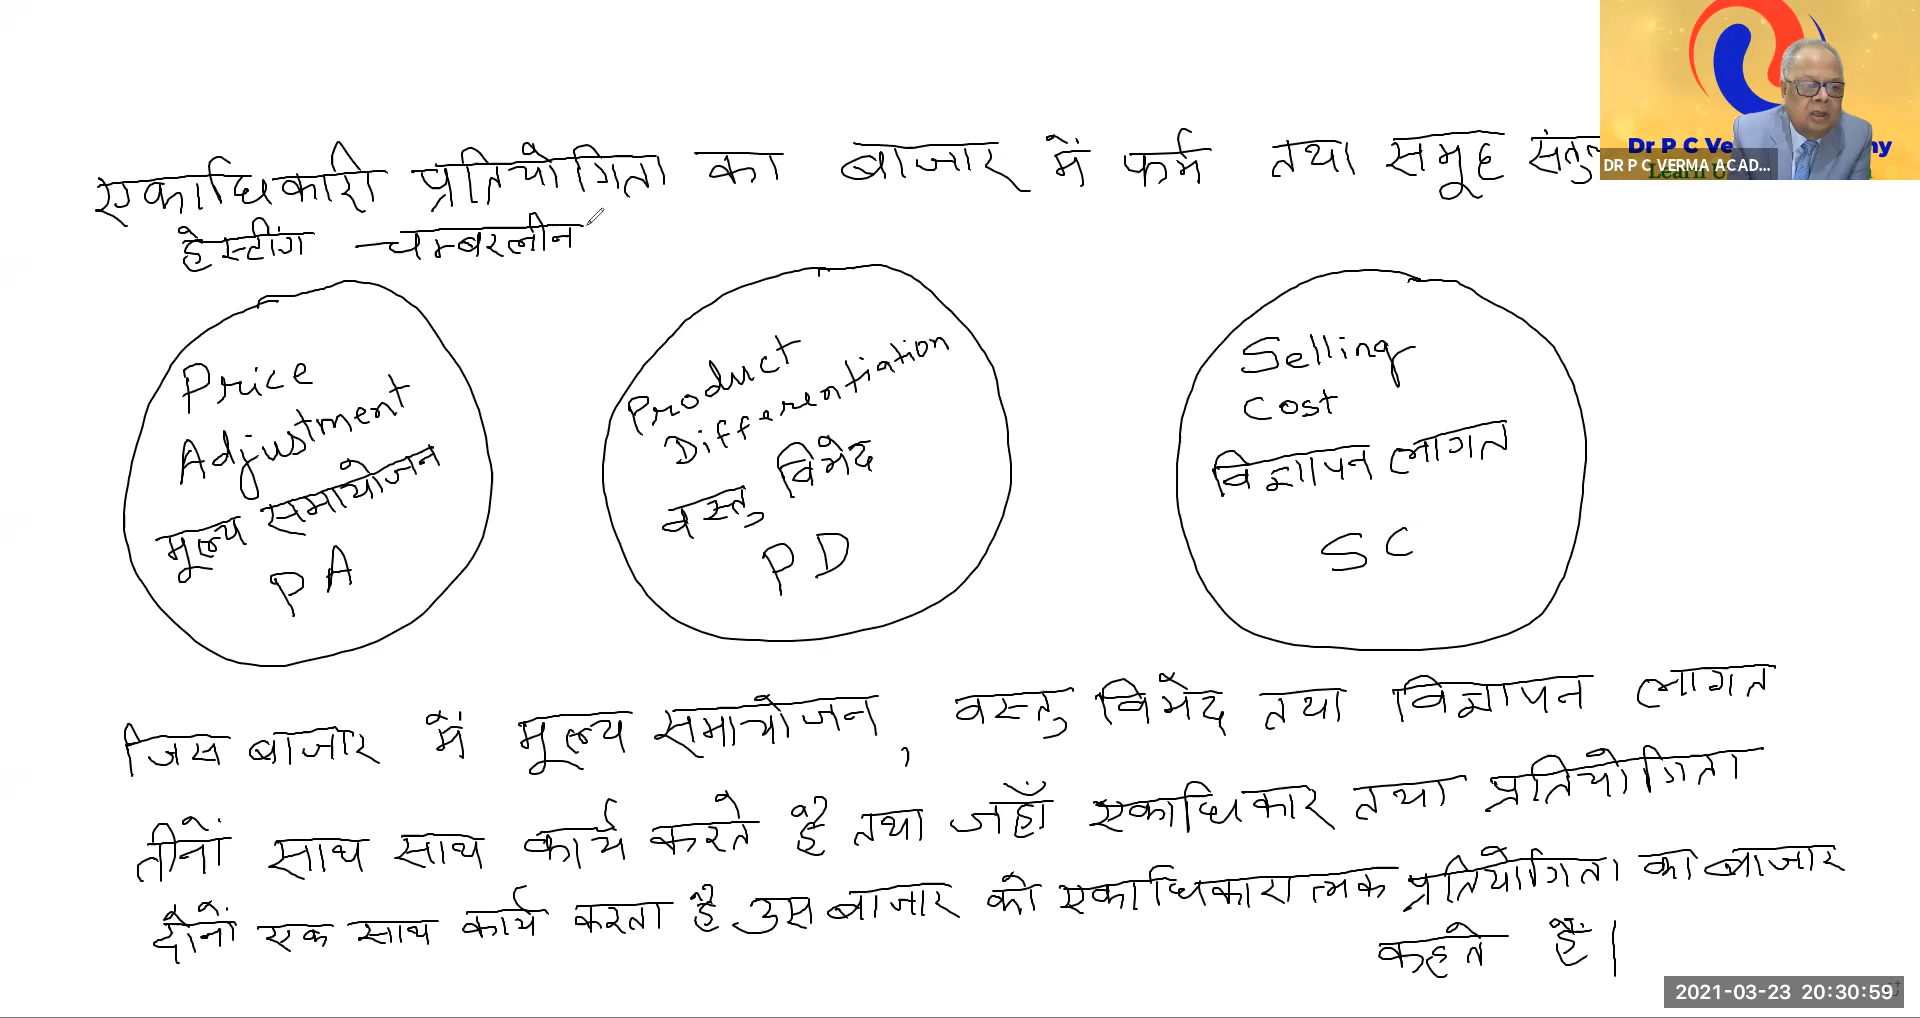 एकाधिकारी प्रतियोगिता का बाजार में फर्म तथा समूह
हेस्टींग - चम्बरलीन
Price
Adjustment
मूल्य समायोजन
PA
Product
Differentiation
वस्तु विभेद
PD
Selling
Cost
विज्ञापन लागत
SC
जिस बाजार में मूल्य समायोजन, वस्तु विभेद तथा विज्ञापन लागत
तीनों साथ साथ कार्य करते है तथा जहाँ एकाधिकार तथा प्रतियोगिता
दोनों एक साथ कार्य करता है उस बाजार को एकाधिकारात्मक प्रतियोगिता का बाजार
कहते हैं।
Dr P C Ve
DR P C VERMA ACAD...
2021-03-23 20:30:59